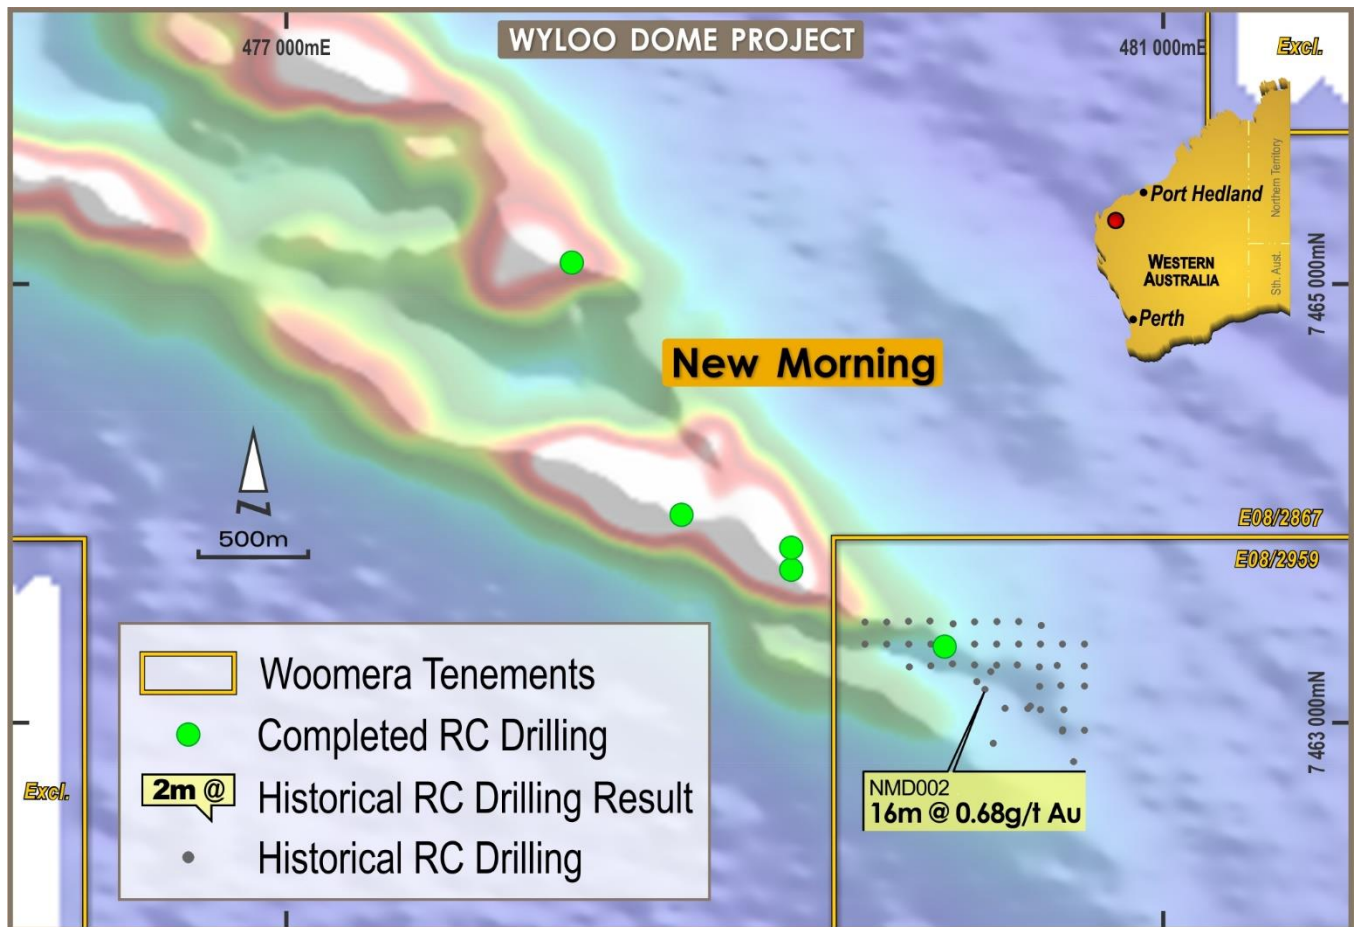 WYLOO DOME PROJECT
477 000mE
481 000mE
Excl.
Port Hedland
Northern Territory
WESTERN
AUSTRALIA
Sth. Aust.
Perth
7 465 000mN
New Morning
N
500m
E08/2867
E08/2959
7 463 000mN
NMD002
16m @ 0.68g/t Au
Excl.
Woomera Tenements
Completed RC Drilling
2m @
Historical RC Drilling Result
Historical RC Drilling